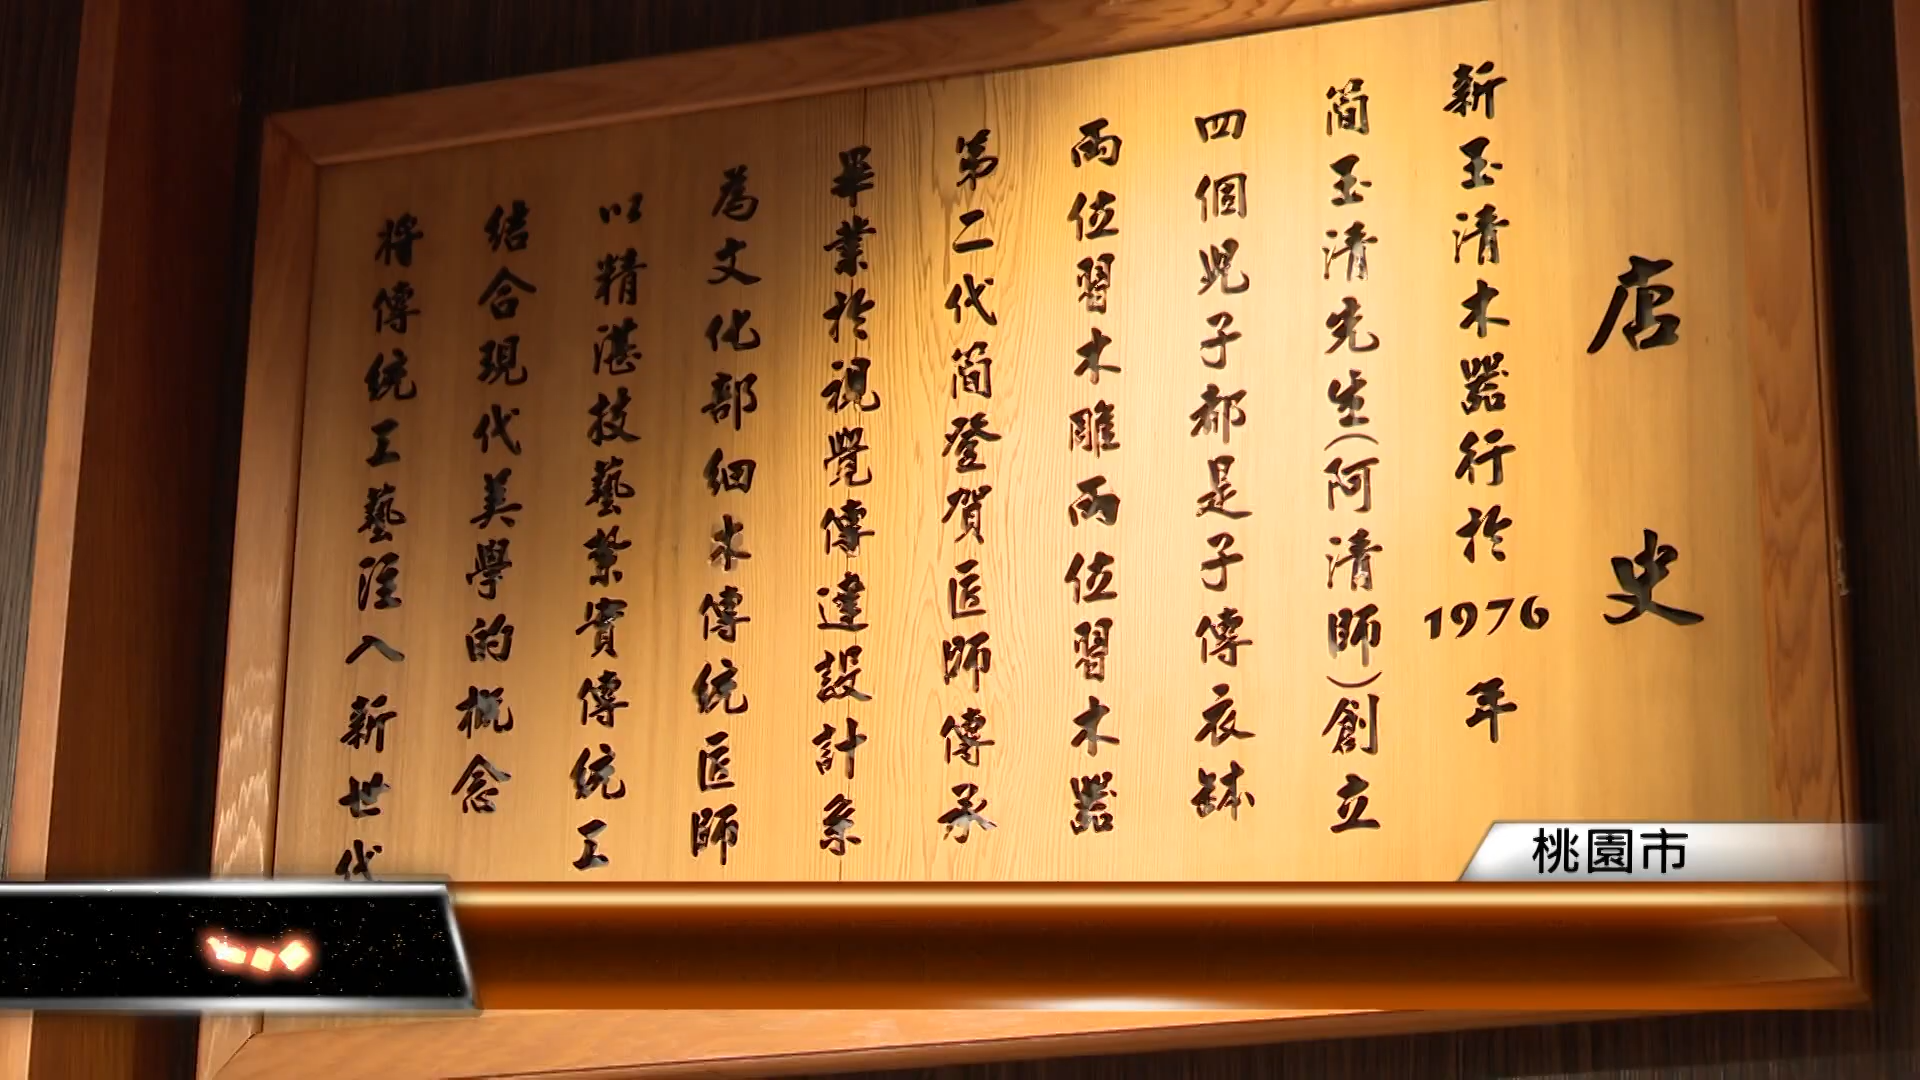 店史
新玉清木器行於1976年
簡玉清先生(阿清師)創立
四個兒子都是子傳衣缽
兩位習木雕兩位習木器
第二代簡登賀匠師傳承
畢業於視覺傳達設計系
為文化部細木傳統匠師
以精湛技藝紮實傳統工
結合現代美學的概念
將傳統工藝注入新世代
桃園市